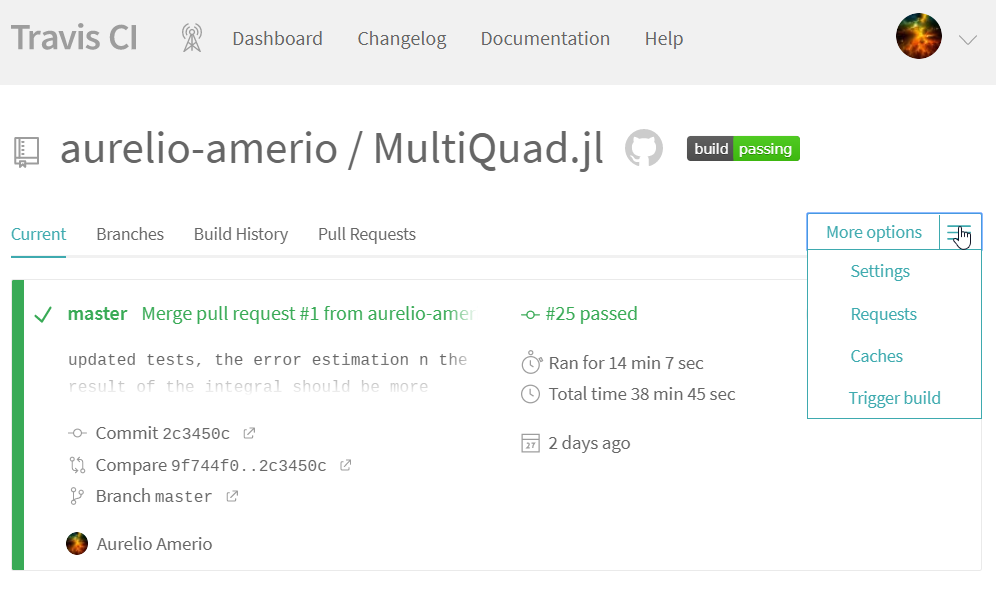 Travis CI Dashboard Changelog Documentation Help
aurelio-amerio / MultiQuad.jl build passing
Current Branches Build History Pull Requests More options
Settings
Requests
Caches
Trigger build
master Merge pull request #1 from aurelio-amer
updated tests, the error estimation n the
result of the integral should be more
Commit 2c3450c
Compare 9f744f0..2c3450c
Branch master
Aurelio Amerio
#25 passed
Ran for 14 min 7 sec
Total time 38 min 45 sec
27 2 days ago